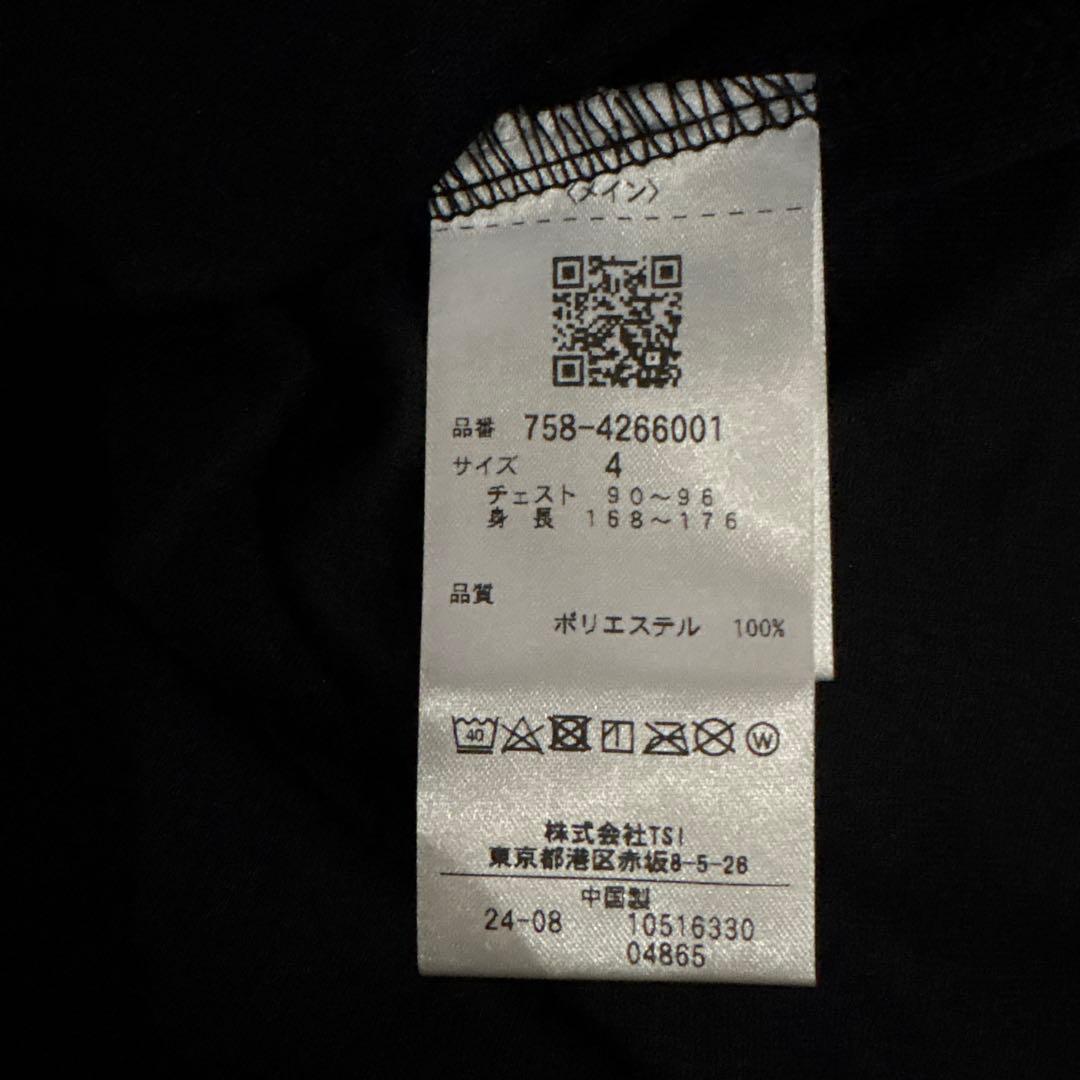 〈メイン〉
品番 758-4266001
サイズ 4
チェスト 90～96
身長 168～176
品質
ポリエステル 100%
40
W
株式会社TSI
東京都港区赤坂8-5-26
中国製
24-08 10516330
04865